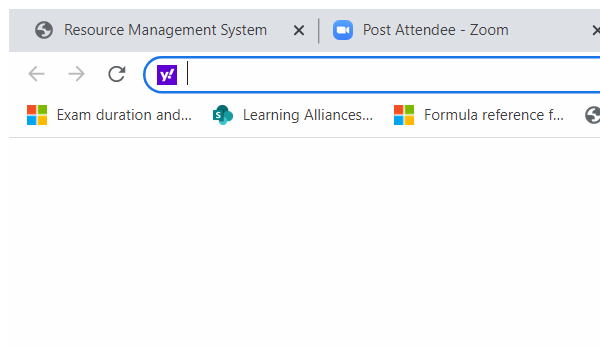 Resource Management System Post Attendee - Zoom
y!
Exam duration and... S Learning Alliances... Formula reference f...